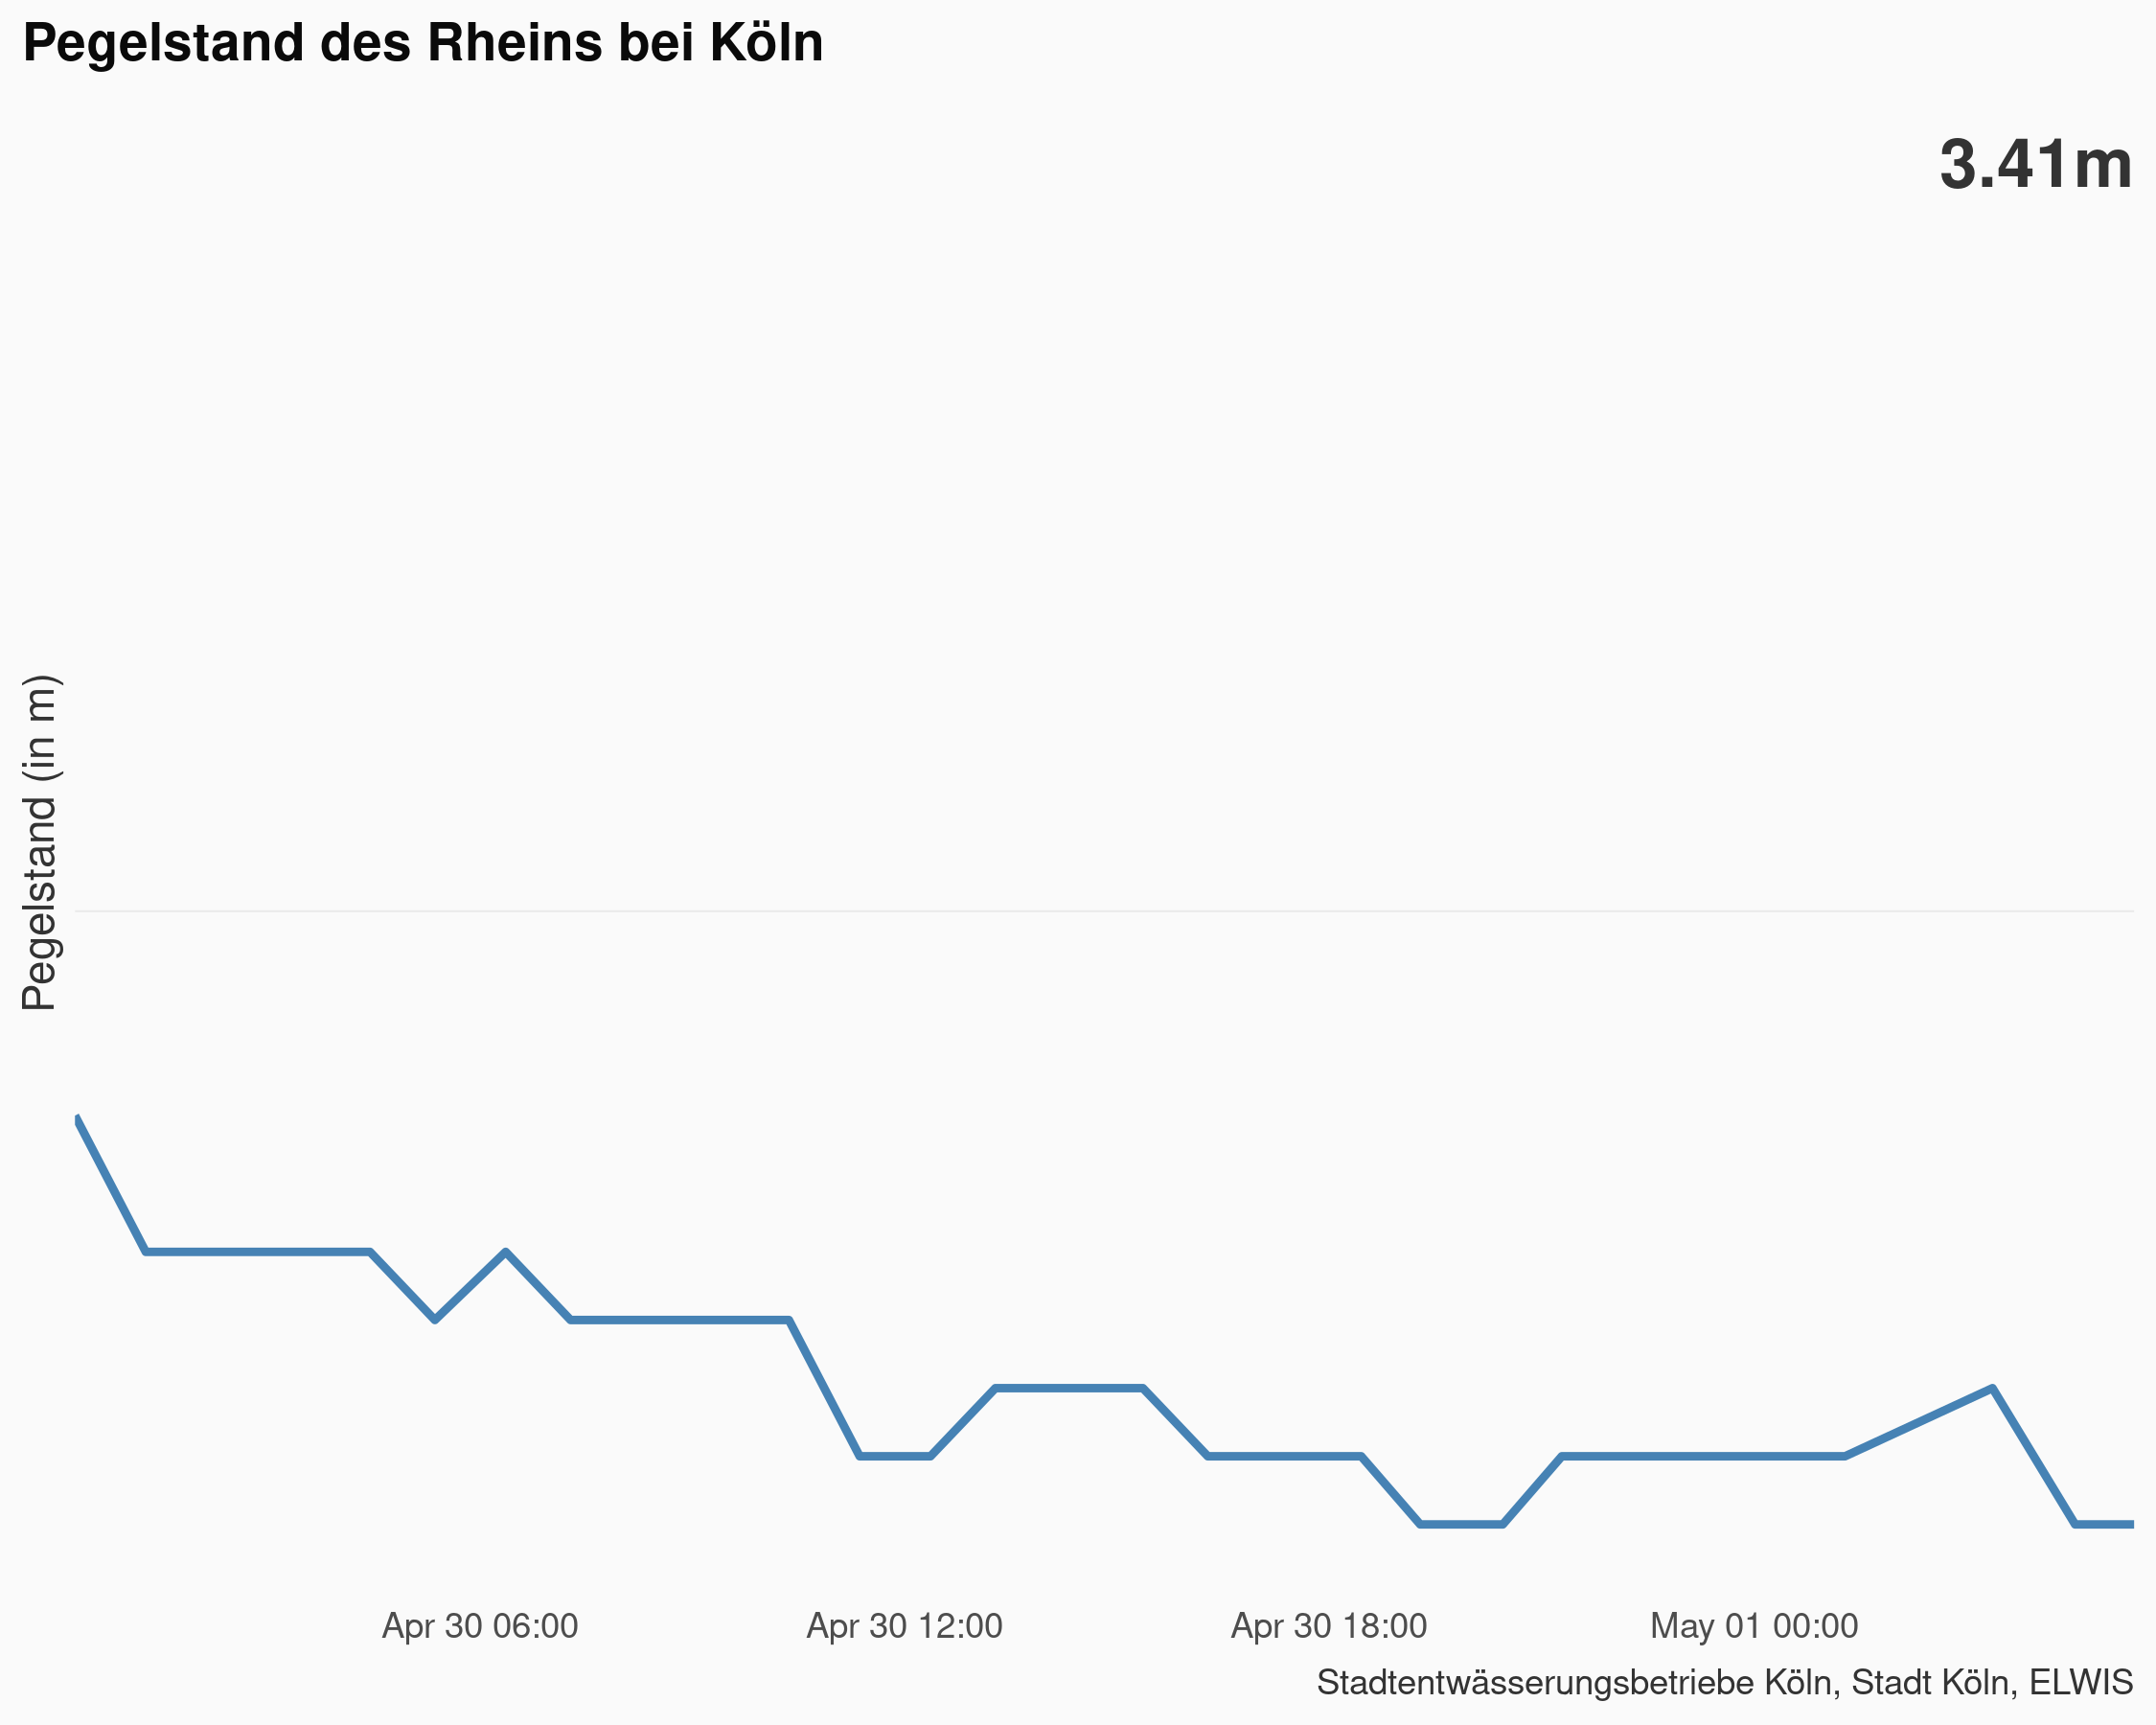 Pegelstand des Rheins bei Köln
3.41m
Pegelstand (in m)
Apr 30 06:00
Apr 30 12:00
Apr 30 18:00
May 01 00:00
Stadtentwässerungsbetriebe Köln, Stadt Köln, ELWIS